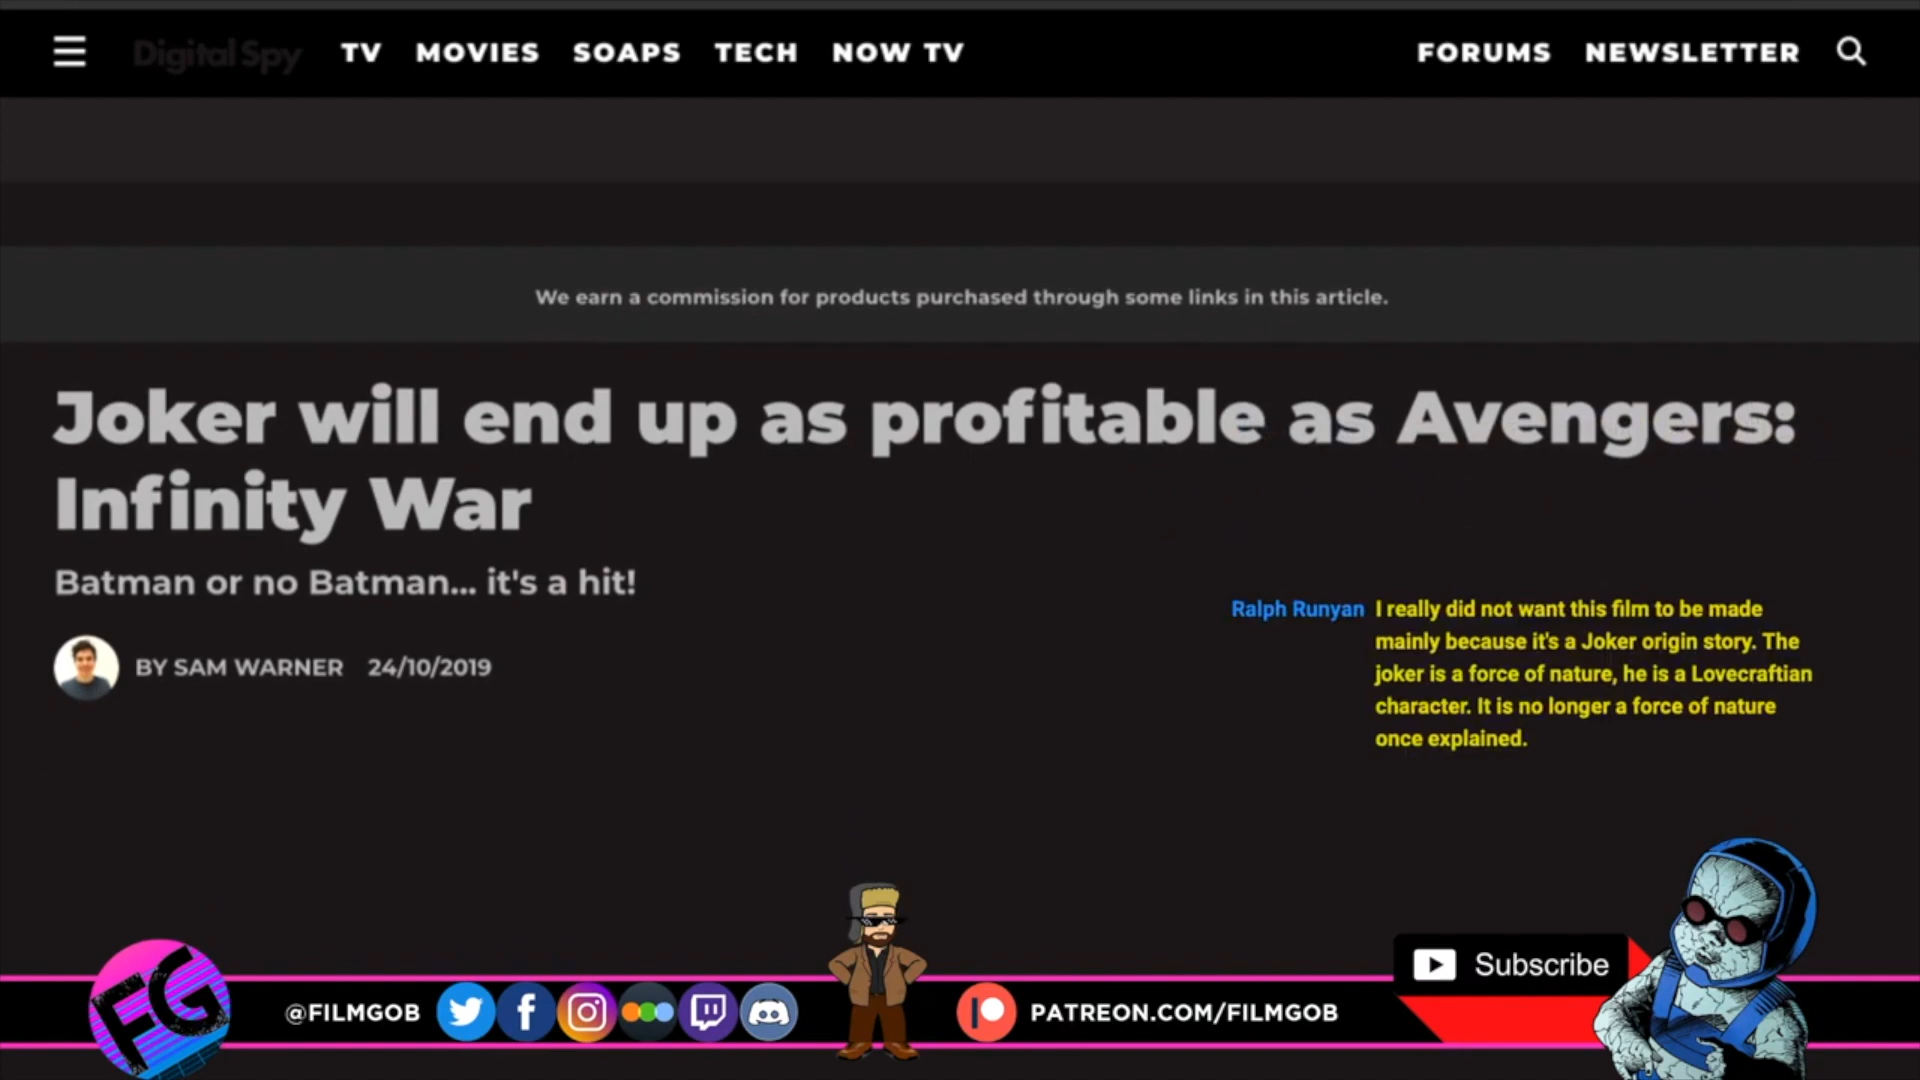 Digital Spy TV MOVIES SOAPS TECH NOW TV FORUMS NEWSLETTER
We earn a commission for products purchased through some links in this article.
Joker will end up as profitable as Avengers:
Infinity War
Batman or no Batman... it's a hit!
BY SAM WARNER 24/10/2019
Ralph Runyan I really did not want this film to be made
mainly because it's a Joker origin story. The
joker is a force of nature, he is a Lovecraftian
character. It is no longer a force of nature
once explained.
Subscribe
FG @FILMGOB PATREON.COM/FILMGOB